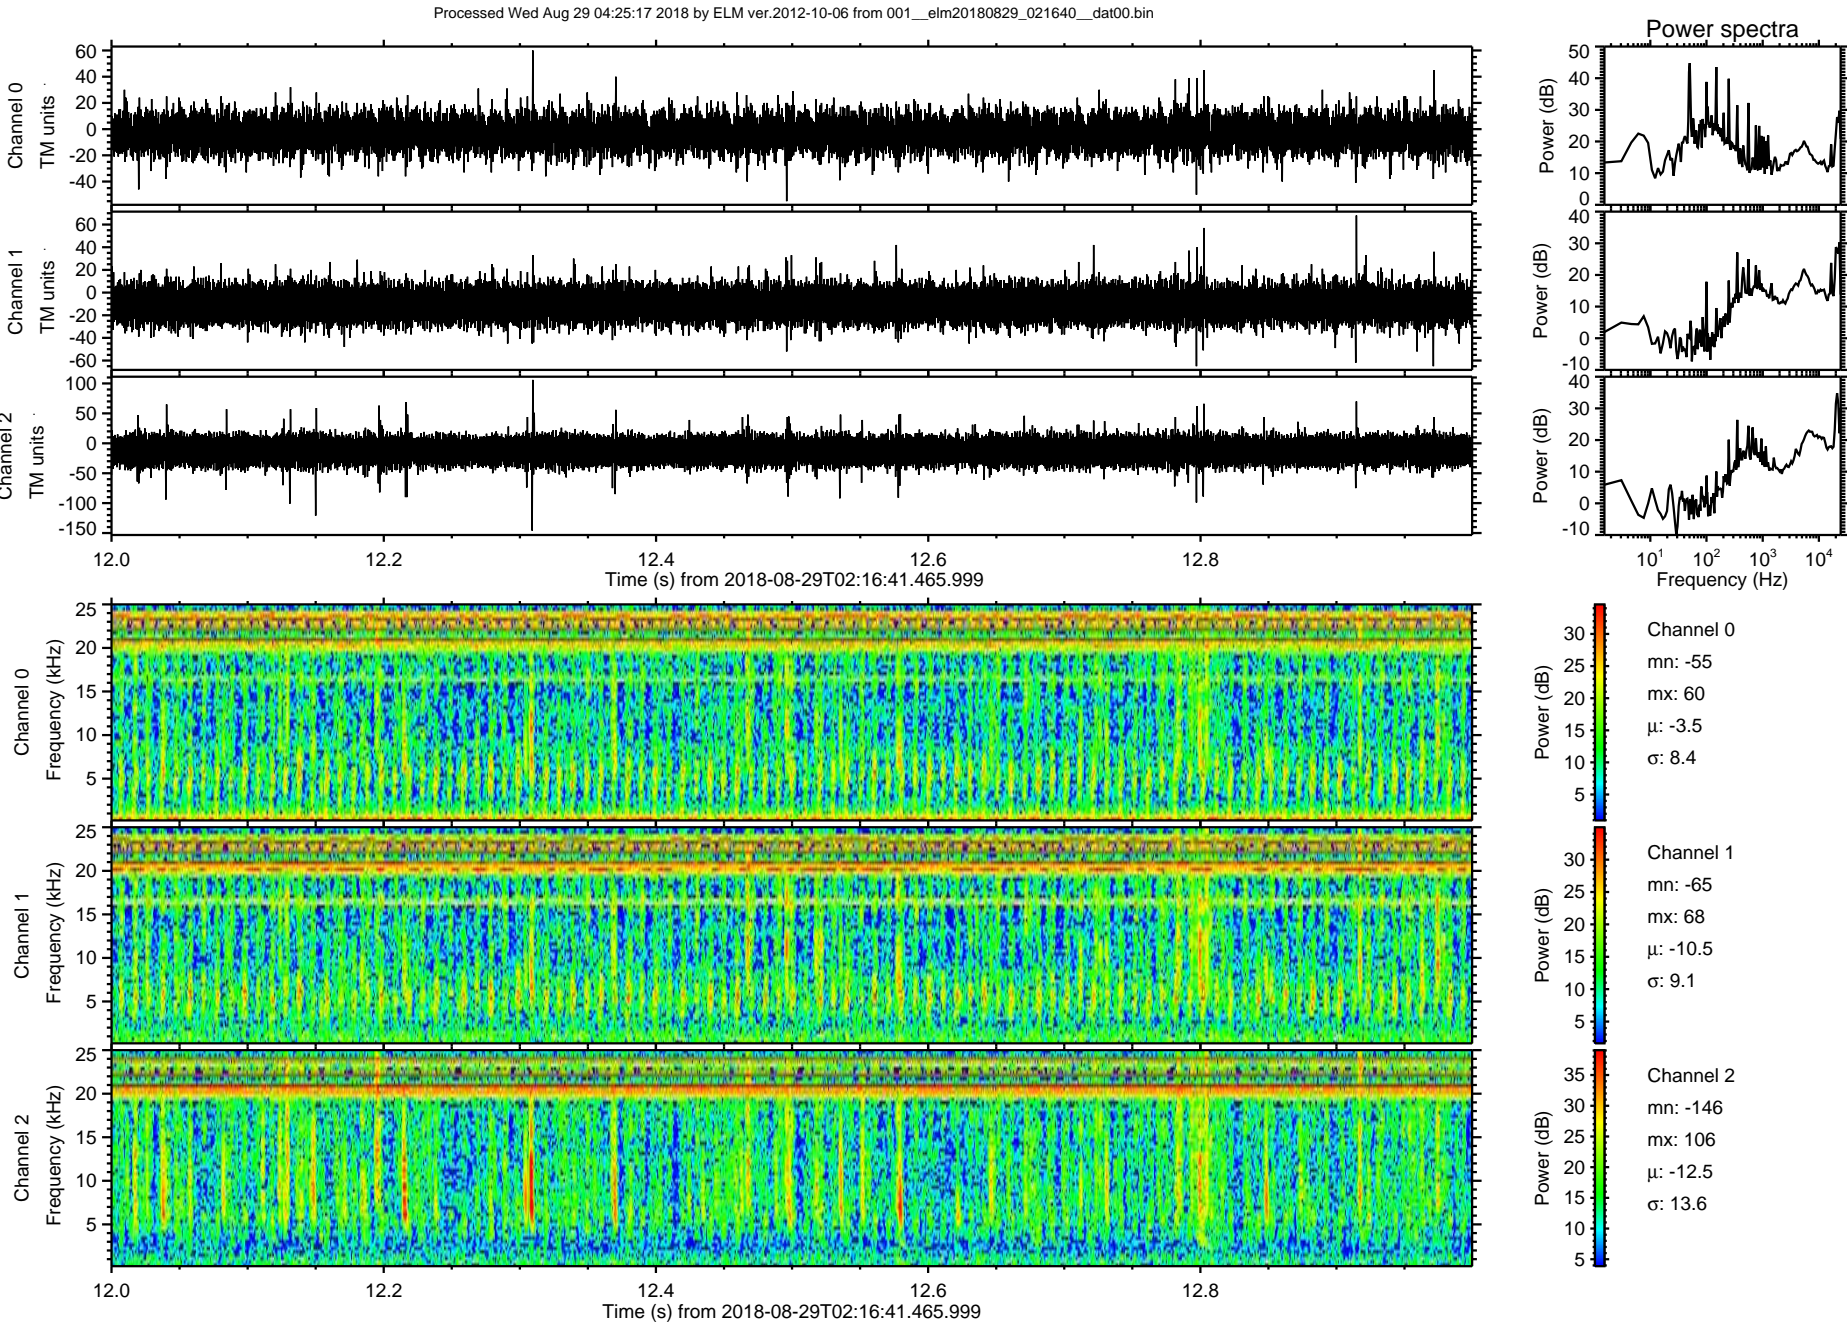 Processed Wed Aug 29 04:25:17 2018 by ELM ver.2012-10-06 from 001__elm20180829_021640__dat00.bin
Power spectra
Channel 0
TM units
60
40
20
0
-20
-40
Power (dB)
50
40
30
20
10
0
Channel 1
TM units
60
40
20
0
-20
-40
-60
Power (dB)
40
30
20
10
0
-10
Channel 2
TM units
100
50
0
-50
-100
-150
Power (dB)
40
30
20
10
0
-10
12.0 12.2 12.4 12.6 12.8
Time (s) from 2018-08-29T02:16:41.465.999
10¹ 10² 10³ 10⁴
Frequency (Hz)
Channel 0
Frequency (kHz)
25
20
15
10
5
Power (dB)
30
25
20
15
10
5
Channel 0
mn: -55
mx: 60
μ: -3.5
σ: 8.4
Channel 1
Frequency (kHz)
25
20
15
10
5
Power (dB)
30
25
20
15
10
5
Channel 1
mn: -65
mx: 68
μ: -10.5
σ: 9.1
Channel 2
Frequency (kHz)
25
20
15
10
5
Power (dB)
35
30
25
20
15
10
5
Channel 2
mn: -146
mx: 106
μ: -12.5
σ: 13.6
12.0 12.2 12.4 12.6 12.8
Time (s) from 2018-08-29T02:16:41.465.999